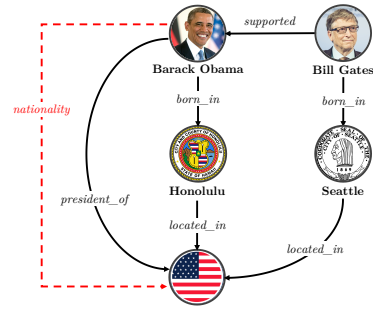 supported
Barack Obama
Bill Gates
born_in
born_in
nationality
Honolulu
Seattle
president_of
located_in
located_in